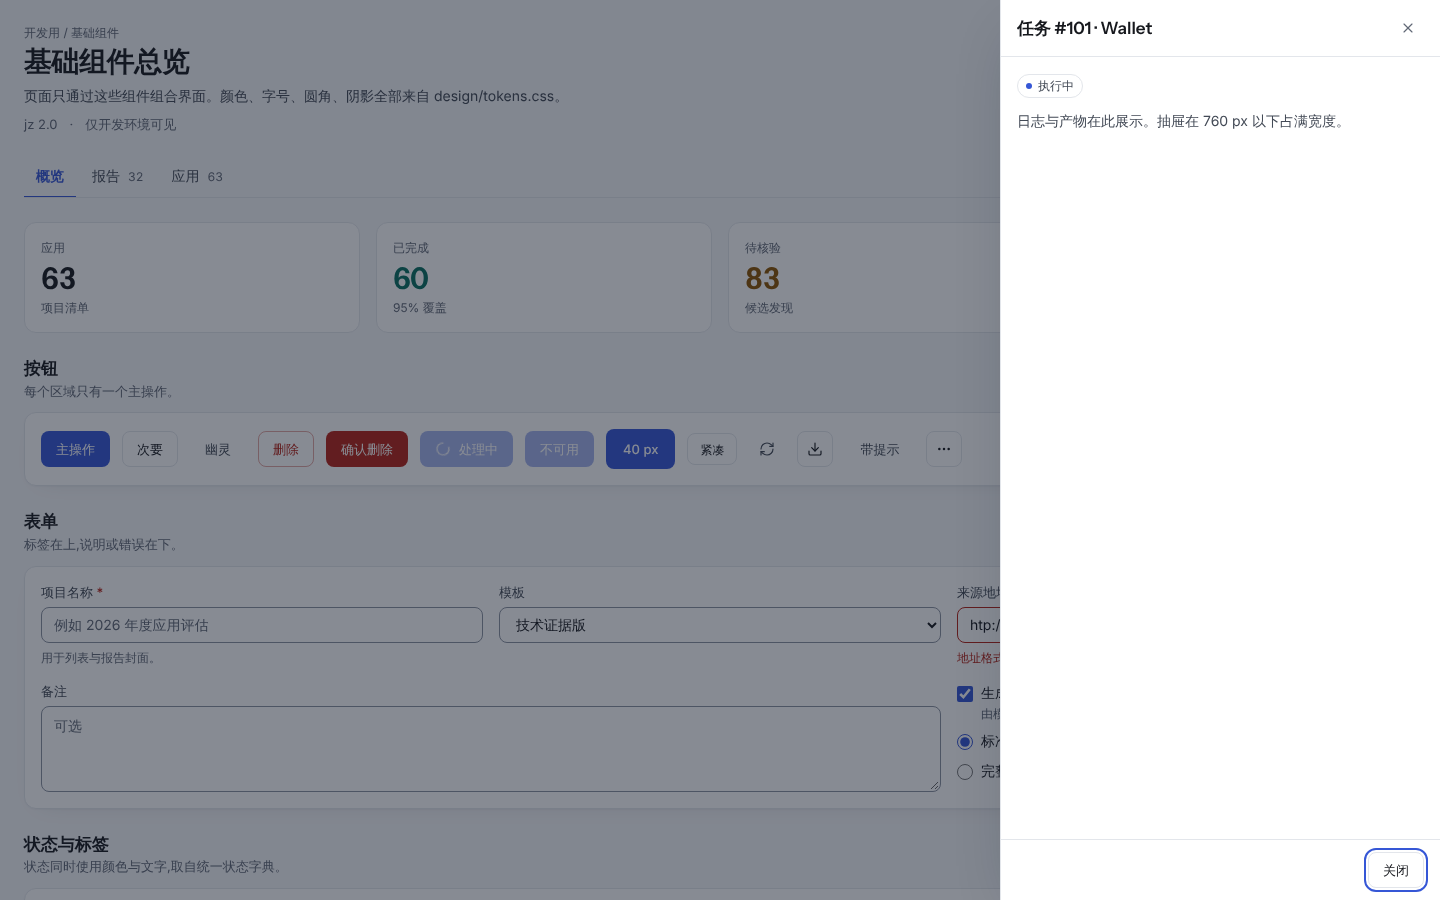 开发用 / 基础组件
基础组件总览
页面只通过这些组件组合界面。颜色、字号、圆角、阴影全部来自 design/tokens.css。
jz 2.0 · 仅开发环境可见
概览 报告 32 应用 63
应用 已完成 待核验
63 60 83
项目清单 95% 覆盖 候选发现
按钮
每个区域只有一个主操作。
主操作 次要 幽灵 删除 确认删除 处理中 不可用 40 px 紧凑 带提示
表单
标签在上,说明或错误在下。
项目名称 * 模板 来源地
例如 2026 年度应用评估 技术证据版 http:/
用于列表与报告封面。 地址格
备注 生
可选 由
标
完
状态与标签
状态同时使用颜色与文字,取自统一状态字典。
任务 #101 · Wallet
执行中
日志与产物在此展示。抽屉在 760 px 以下占满宽度。
关闭